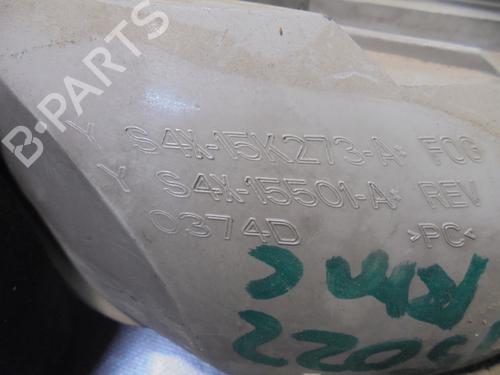 B-PARTS
Y S4X-15K273-A* FOG
Y S4X-15501-A* REV
0374D >PC<